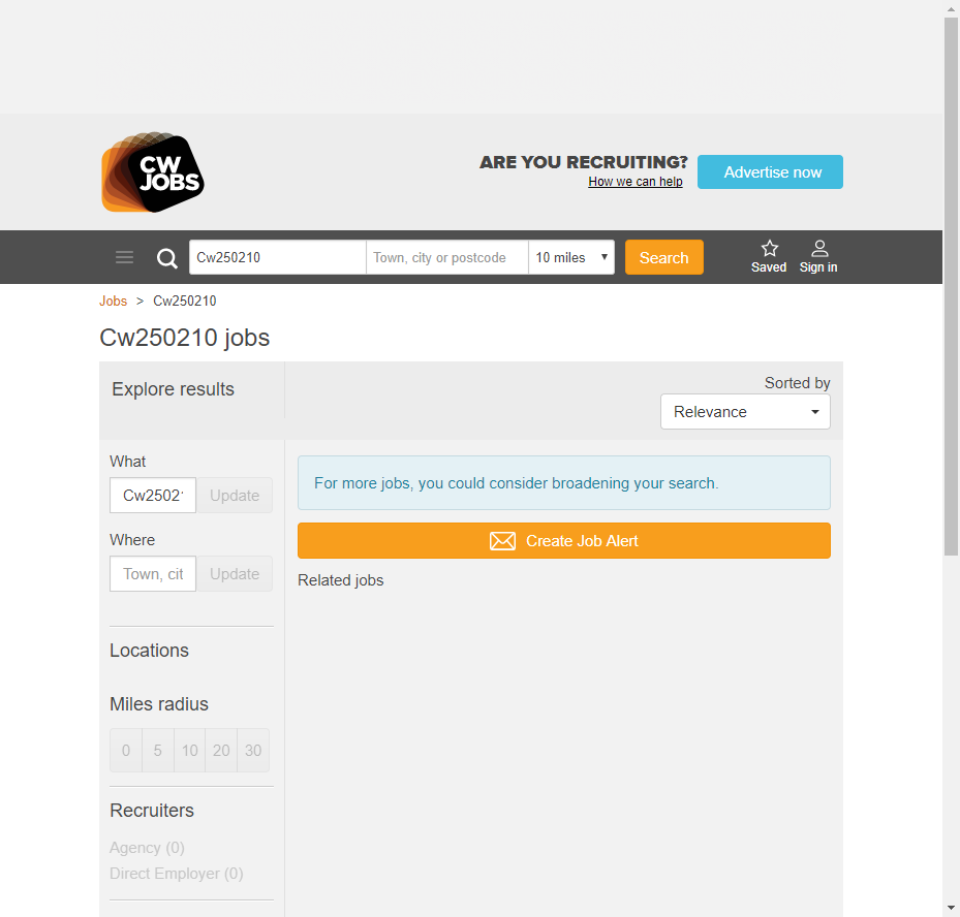 CW
JOBS
ARE YOU RECRUITING?
How we can help
Advertise now
Cw250210
Town, city or postcode
10 miles
Search
Saved
Sign in
Jobs > Cw250210
Cw250210 jobs
Explore results
Sorted by
Relevance
What
Cw2502
Update
Where
Town, cit
Update
Locations
Miles radius
0 5 10 20 30
Recruiters
Agency (0)
Direct Employer (0)
For more jobs, you could consider broadening your search.
Create Job Alert
Related jobs